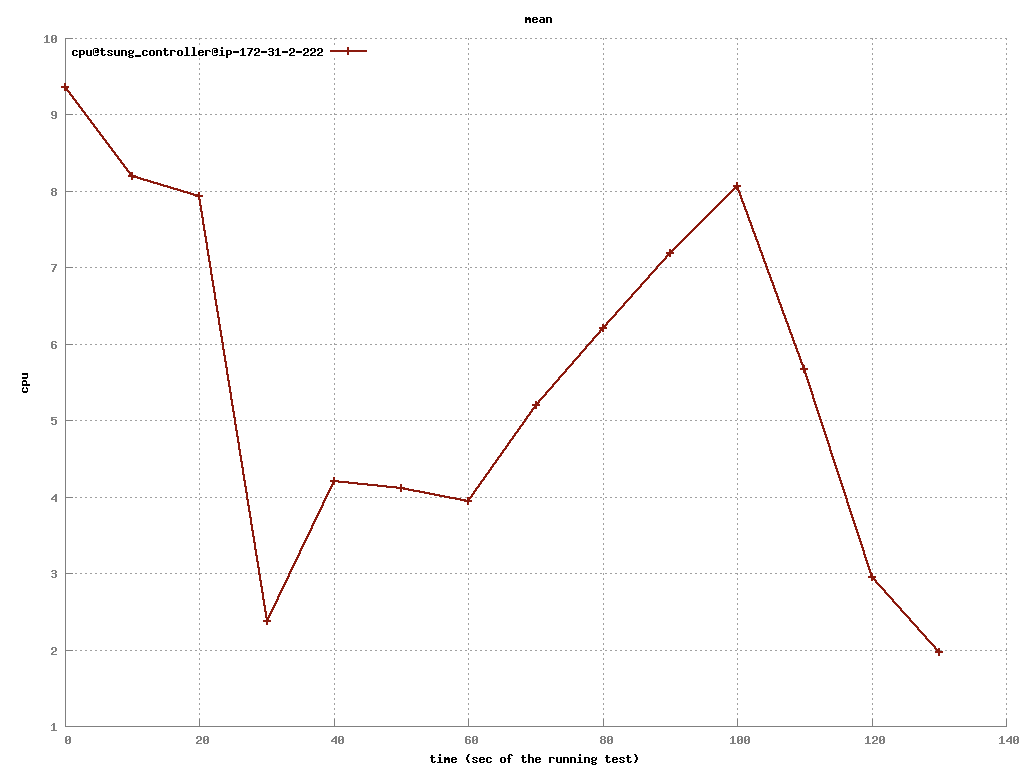 mean
10
cpu@tsung_controller@ip-172-31-2-222
9
8
7
6
cpu
5
4
3
2
1
0 20 40 60 80 100 120 140
time (sec of the running test)